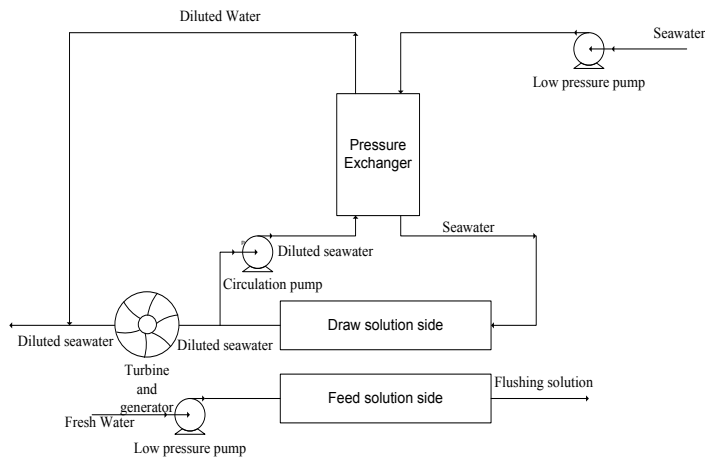 Diluted Water
Seawater
Low pressure pump
Pressure
Exchanger
Seawater
Diluted seawater
Circulation pump
Draw solution side
Diluted seawater
Diluted seawater
Turbine
and
generator
Feed solution side
Flushing solution
Fresh Water
Low pressure pump